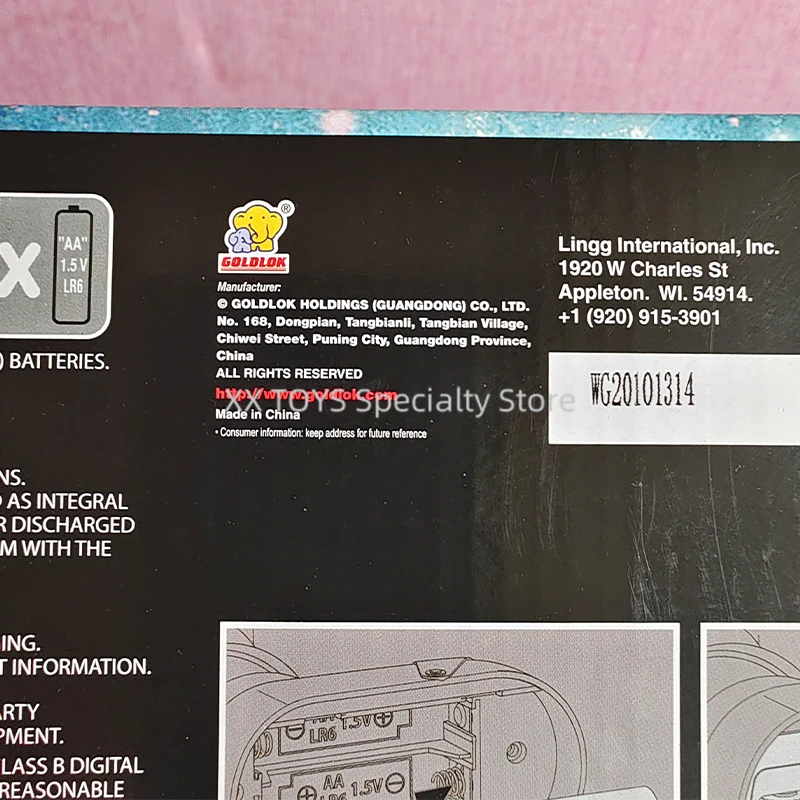 "AA"
1.5 V
LR6
X
) BATTERIES.
NS.
AS INTEGRAL
R DISCHARGED
M WITH THE
ING.
T INFORMATION.
ARTY
PMENT.
CLASS B DIGITAL
REASONABLE
®
GOLDLOK
Manufacturer:
© GOLDLOK HOLDINGS (GUANGDONG) CO., LTD.
No. 168, Dongpian, Tangbianli, Tangbian Village,
Chiwei Street, Puning City, Guangdong Province,
China
ALL RIGHTS RESERVED
http://www.goldlok.com
XX TOYS Specialty Store
Made in China
• Consumer information: keep address for future reference
Lingg International, Inc.
1920 W Charles St
Appleton. WI. 54914.
+1 (920) 915-3901
WG20101314
AA 1.5V
LR6
AA 1.5V
LR6